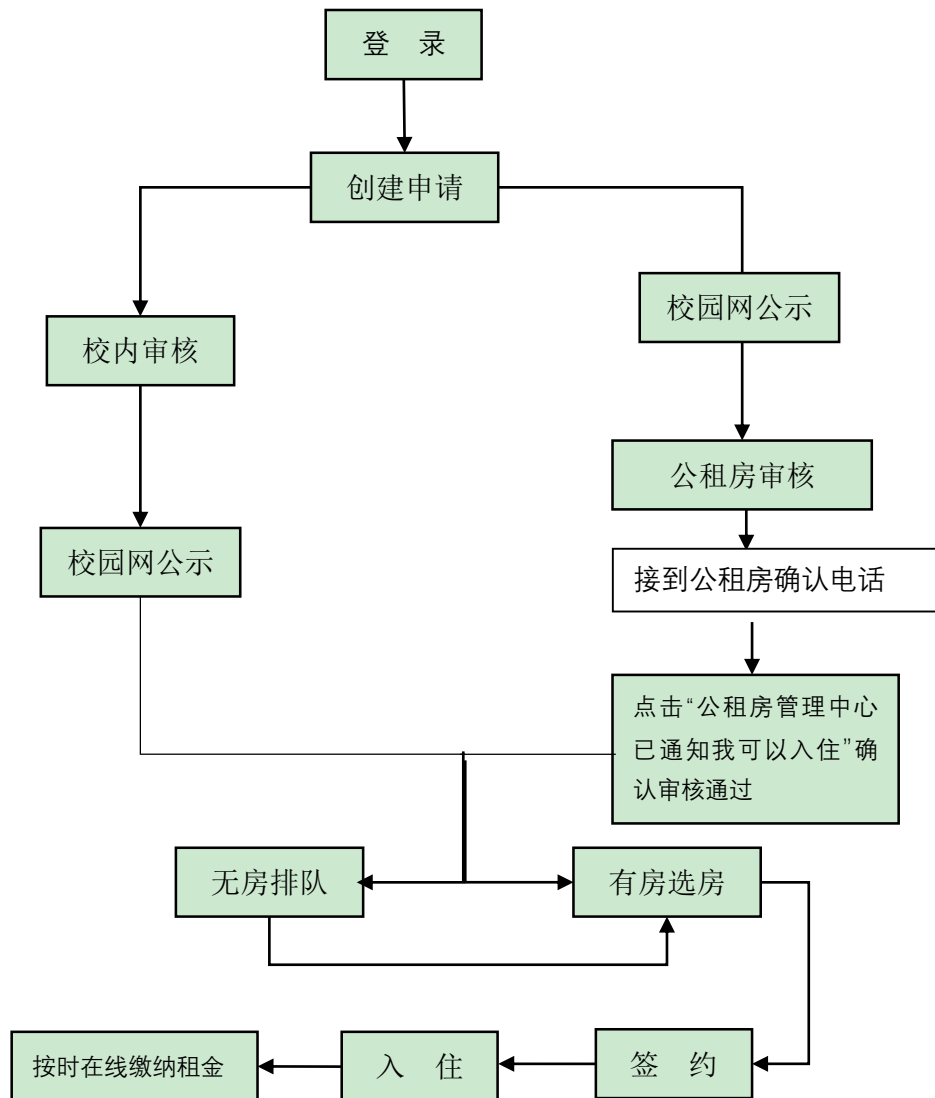 登 录
创建申请
校园网公示
校内审核
公租房审核
校园网公示
接到公租房确认电话
点击“公租房管理中心
已通知我可以入住”确
认审核通过
无房排队
有房选房
按时在线缴纳租金
入 住
签 约